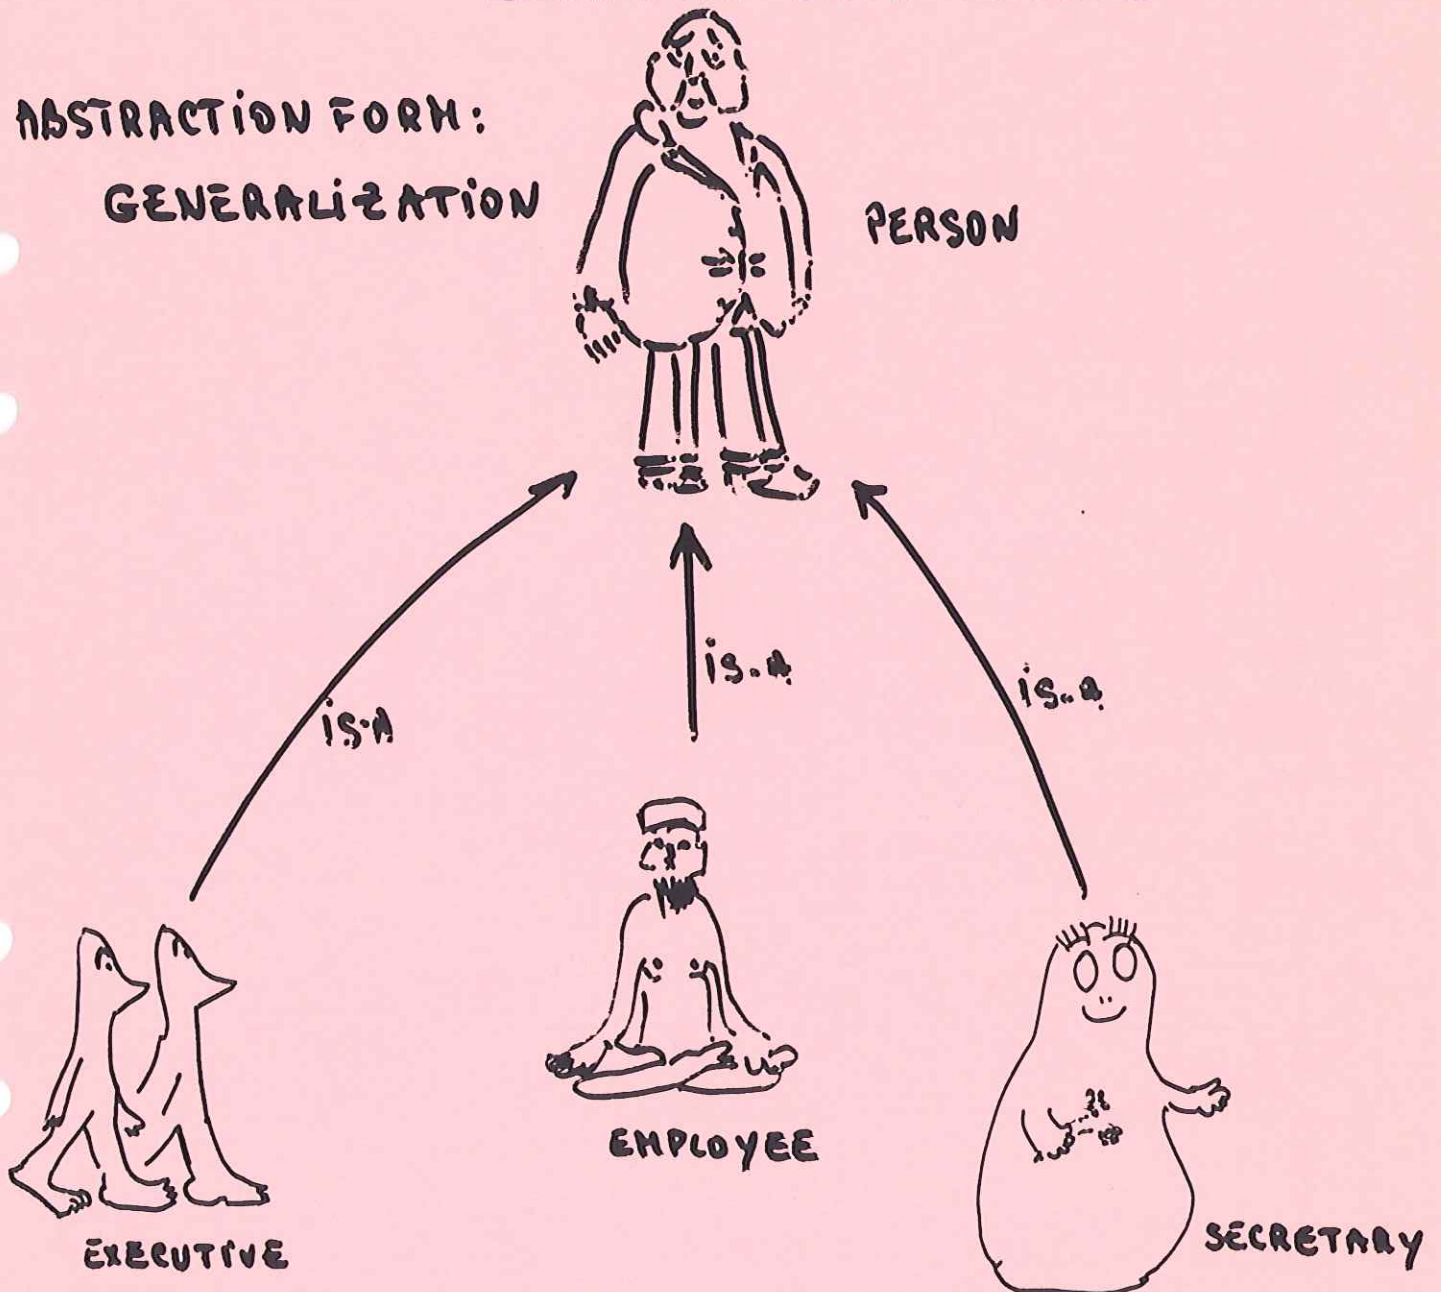 ABSTRACTION FORM:
GENERALiZATION
PERSON
iS-A
iS-A
iS-a
EMPLOYEE
SECRETARY
EXECUTIVE